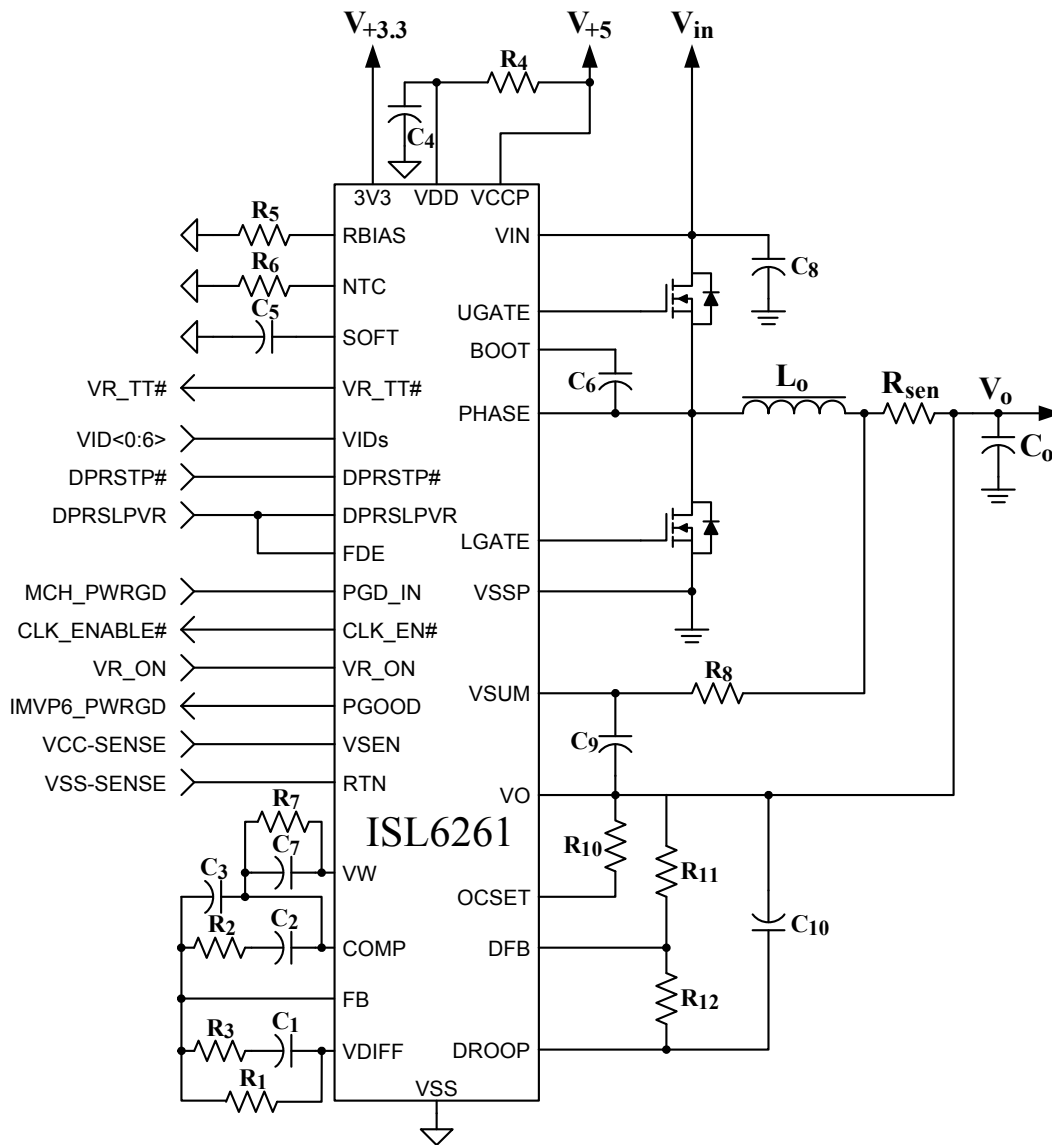 V+3.3
V+5
Vin
R4
C4
3V3
VDD
VCCP
R5
RBIAS
VIN
C8
R6
NTC
UGATE
C5
SOFT
BOOT
C6
VR_TT#
VR_TT#
PHASE
Lo
Rsen
Vo
Co
VID<0:6>
VIDs
DPRSTP#
DPRSTP#
DPRSLPVR
DPRSLPVR
LGATE
FDE
MCH_PWRGD
PGD_IN
VSSP
CLK_ENABLE#
CLK_EN#
VR_ON
VR_ON
VSUM
R8
IMVP6_PWRGD
PGOOD
VCC-SENSE
VSEN
C9
VSS-SENSE
RTN
VO
R7
ISL6261
C7
VW
C3
R10
R11
OCSET
R2
C2
COMP
DFB
C10
FB
R12
R3
C1
VDIFF
DROOP
R1
VSS